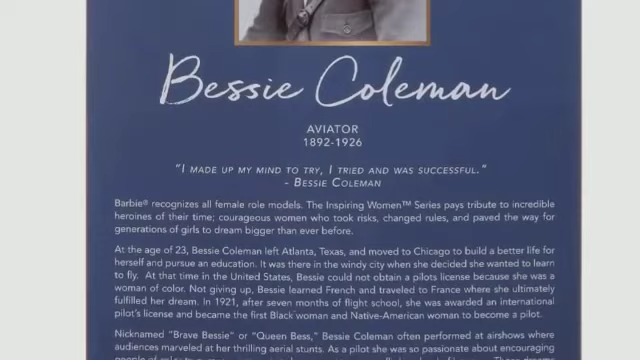 Bessie Coleman
AVIATOR
1892-1926
"I MADE UP MY MIND TO TRY, I TRIED AND WAS SUCCESSFUL."
- BESSIE COLEMAN
Barbie® recognizes all female role models. The Inspiring Women™ Series pays tribute to incredible
heroines of their time; courageous women who took risks, changed rules, and paved the way for
generations of girls to dream bigger than ever before.
At the age of 23, Bessie Coleman left Atlanta, Texas, and moved to Chicago to build a better life for
herself and pursue an education. It was there in the windy city when she decided she wanted to learn
to fly. At that time in the United States, Bessie could not obtain a pilots license because she was a
woman of color. Not giving up, Bessie learned French and traveled to France where she ultimately
fulfilled her dream. In 1921, after seven months of flight school, she was awarded an international
pilot's license and became the first Black woman and Native-American woman to become a pilot.
Nicknamed "Brave Bessie" or "Queen Bess," Bessie Coleman often performed at airshows where
audiences marveled at her thrilling aerial stunts. As a pilot she was so passionate about encouraging